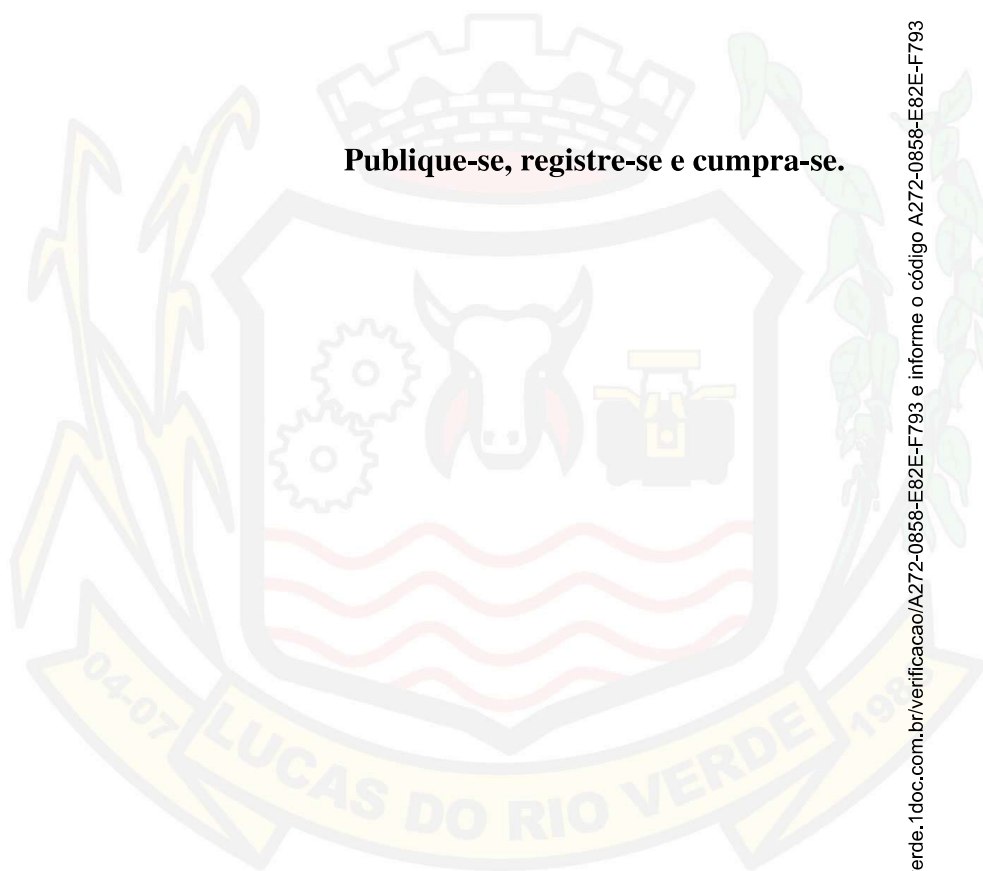 Publique-se, registre-se e cumpra-se.
04-07
LUCAS DO RIO VERDE
1988
erde.1doc.com.br/verificacao/A272-0858-E82E-F793 e informe o código A272-0858-E82E-F793